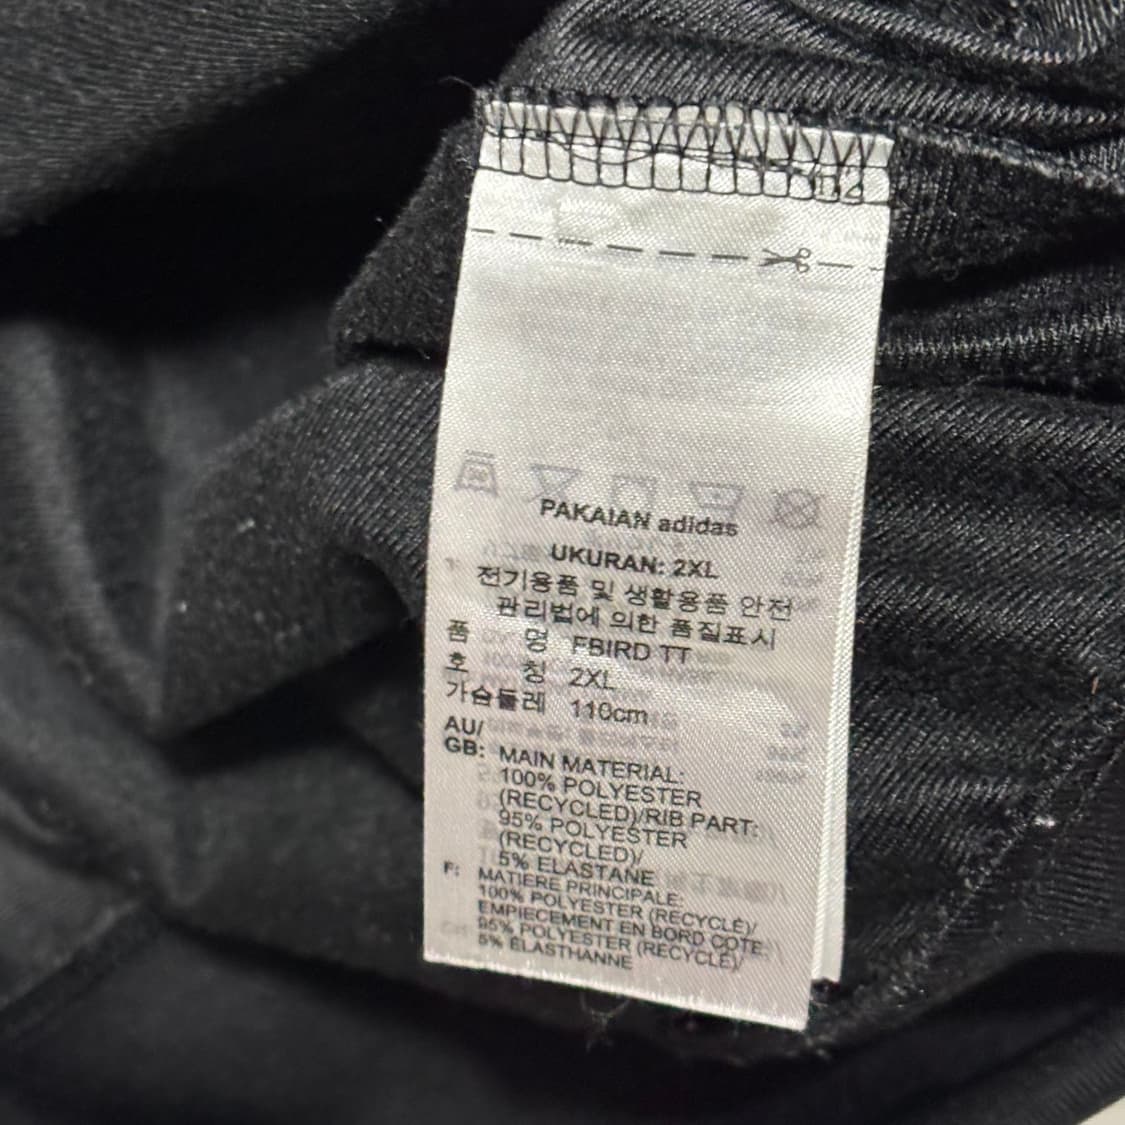 PAKAIAN adidas
UKURAN: 2XL
전기용품 및 생활용품 안전
관리법에 의한 품질표시
품 명 FBIRD TT
호 칭 2XL
가슴둘레 110cm
AU/
GB: MAIN MATERIAL:
100% POLYESTER
(RECYCLED)/RIB PART:
95% POLYESTER
(RECYCLED)/
5% ELASTANE
F: MATIERE PRINCIPALE:
100% POLYESTER (RECYCLÉ)/
EMPIECEMENT EN BORD COTE:
95% POLYESTER (RECYCLÉ)/
5% ELASTHANNE